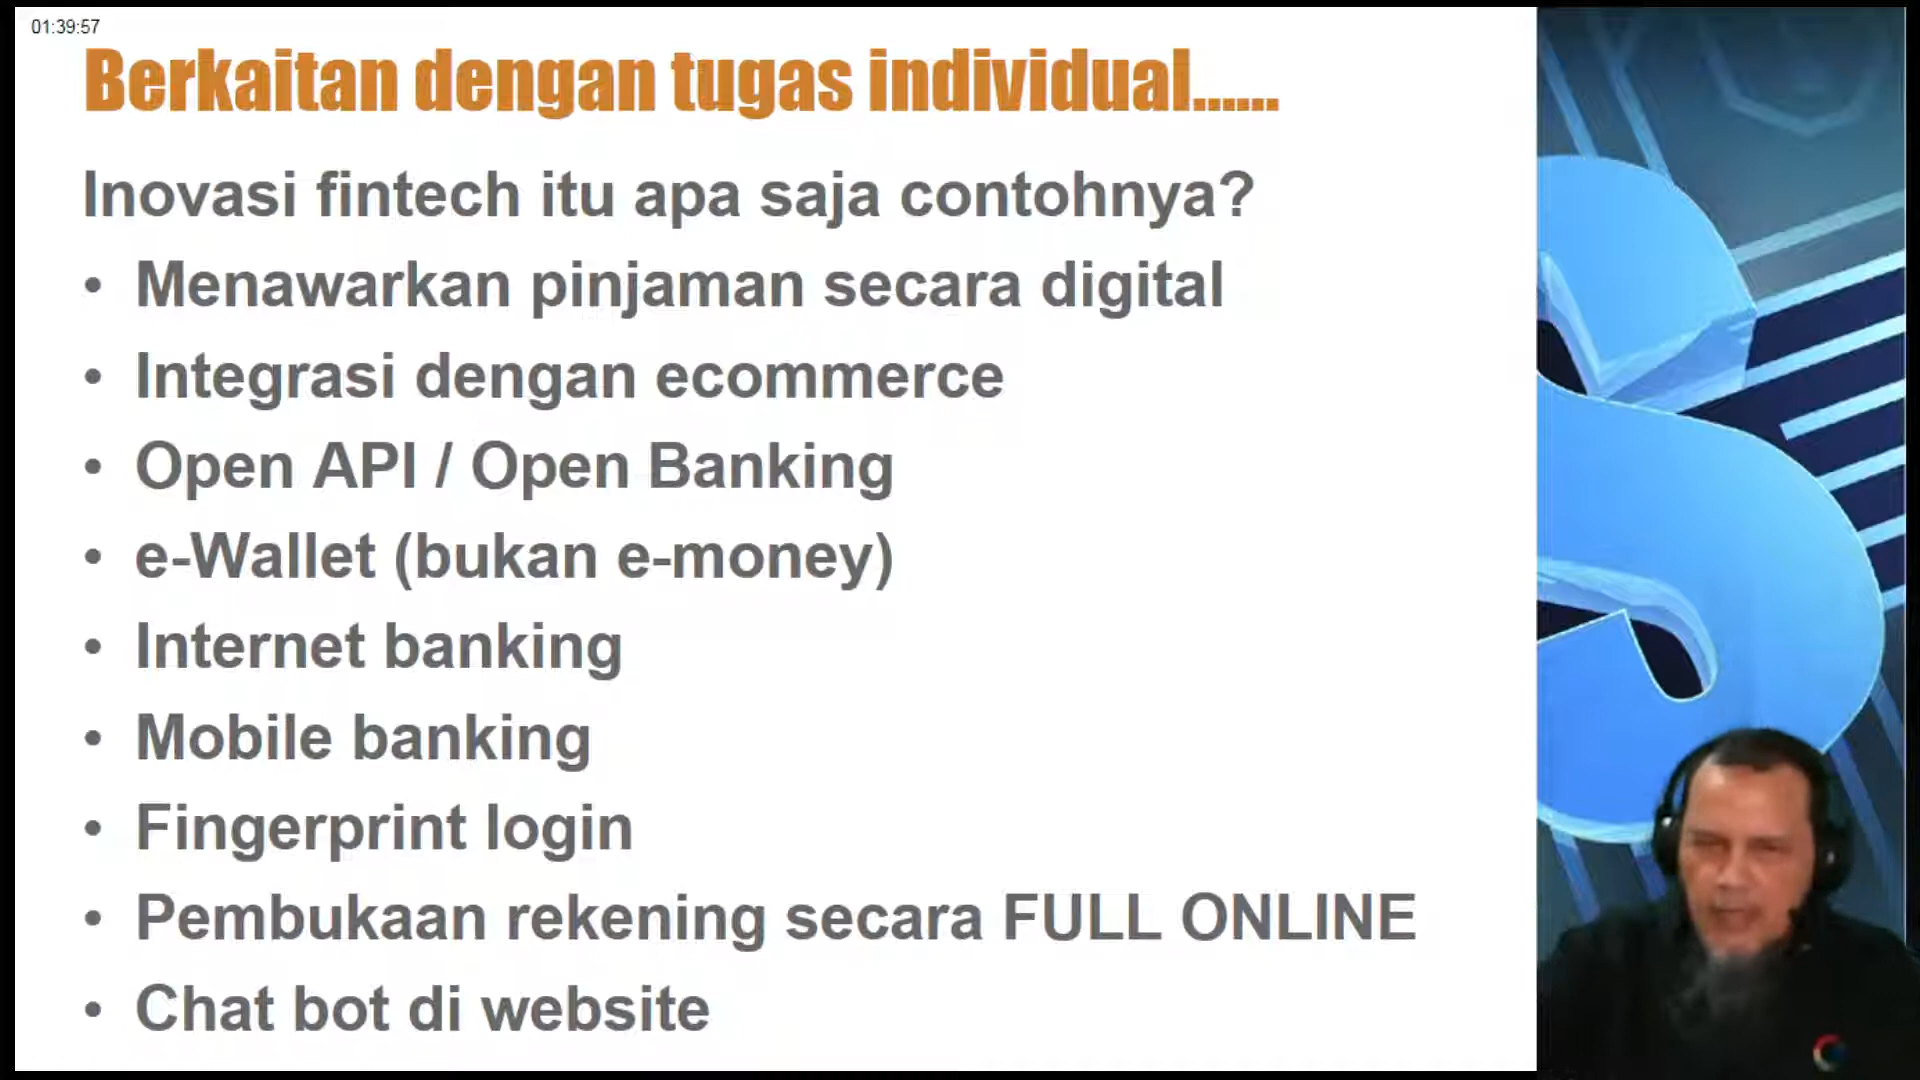 01:39:57
Berkaitan dengan tugas individual......
Inovasi fintech itu apa saja contohnya?
• Menawarkan pinjaman secara digital
• Integrasi dengan ecommerce
• Open API / Open Banking
• e-Wallet (bukan e-money)
• Internet banking
• Mobile banking
• Fingerprint login
• Pembukaan rekening secara FULL ONLINE
• Chat bot di website